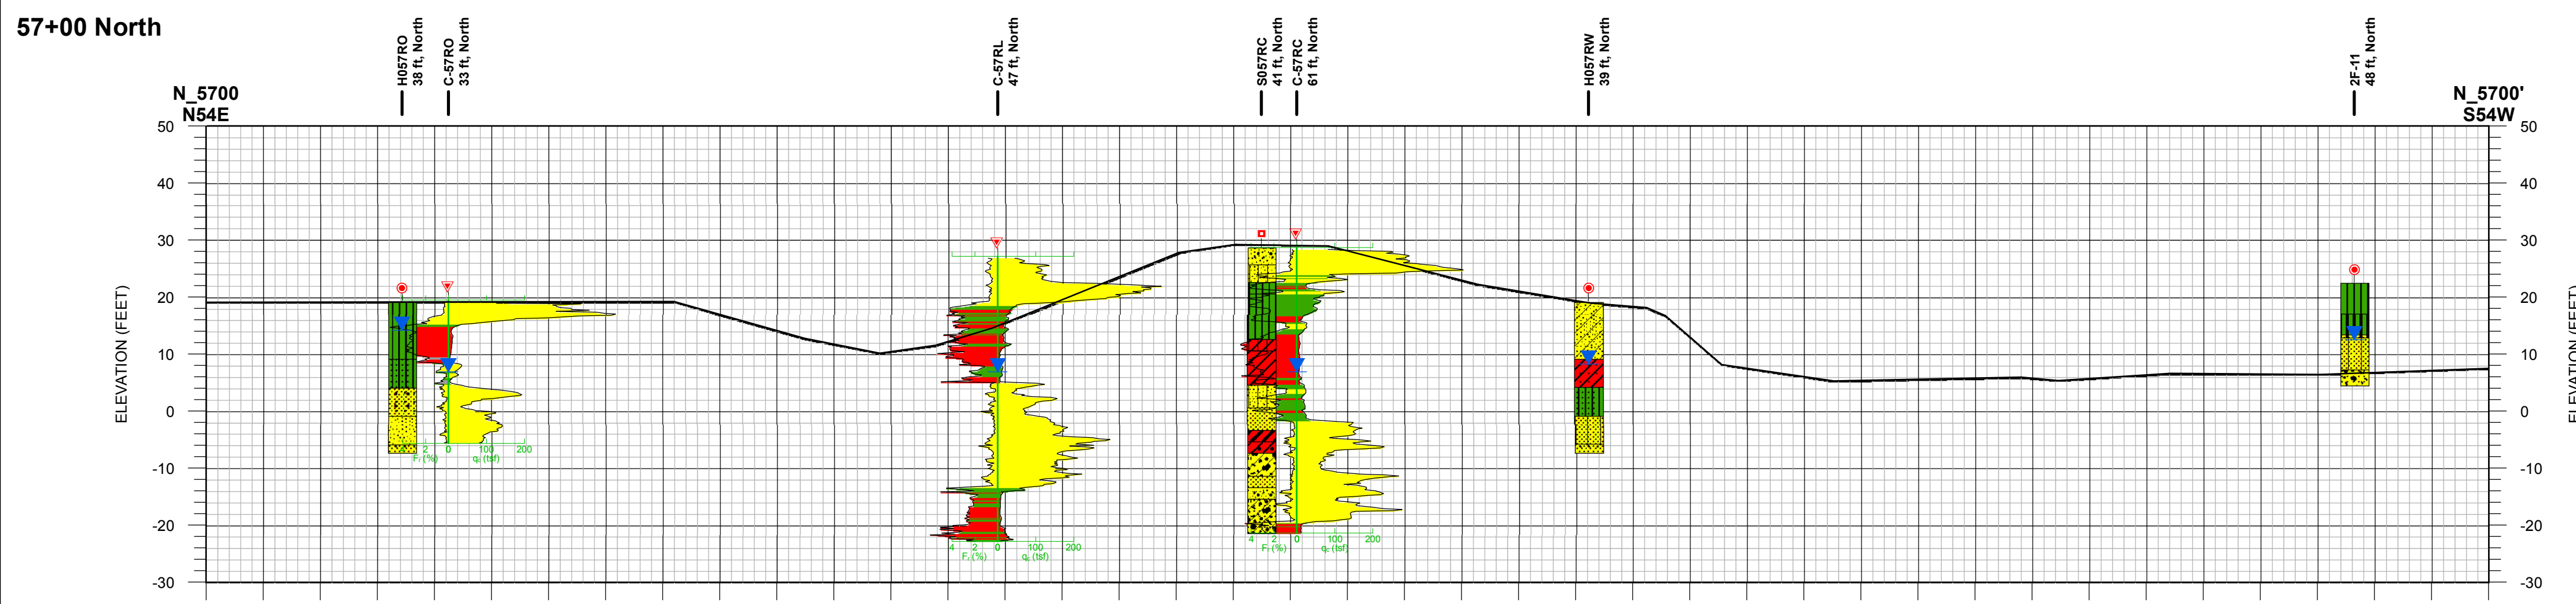 57+00 North
H057RO
38 ft, North
C-57RO
33 ft, North
C-57RL
47 ft, North
S057RC
41 ft, North
C-57RC
61 ft, North
H057RW
39 ft, North
2F-11
48 ft, North
N_5700
N54E
N_5700'
S54W
ELEVATION (FEET)
50
40
30
20
10
0
-10
-20
-30
2 0 100 200
Fr (%) qc (tsf)
4 2 0 100 200
Fr (%) qc (tsf)
4 2 0 100 200
Fr (%) qc (tsf)
50
40
30
20
10
0
-10
-20
-30